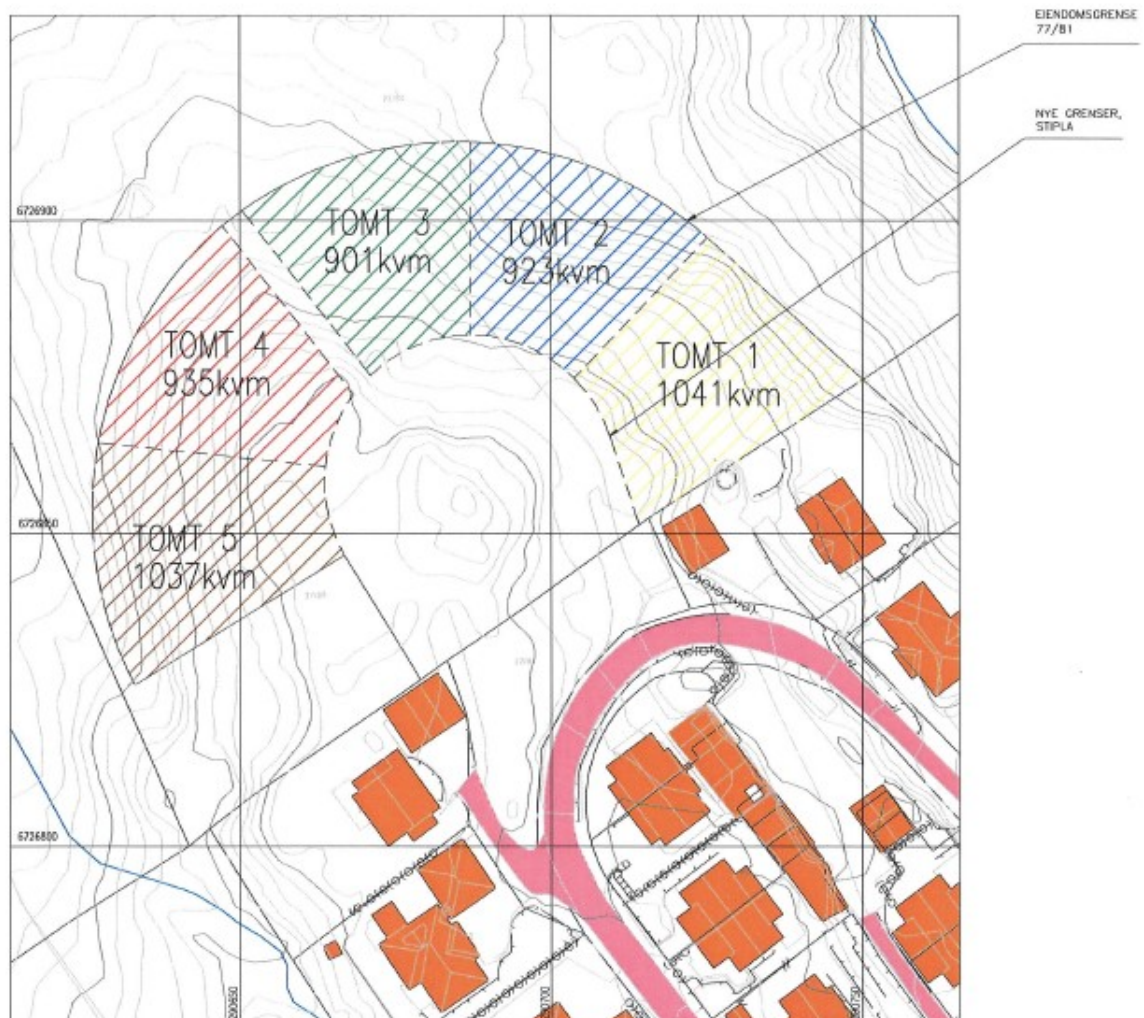 EIENDOMSGRENSE
77/81
NYE GRENSER,
STIPLA
6726900
TOMT 3
901kvm
TOMT 2
923kvm
TOMT 4
935kvm
TOMT 1
1041kvm
6726850
TOMT 5
1037kvm
6726800